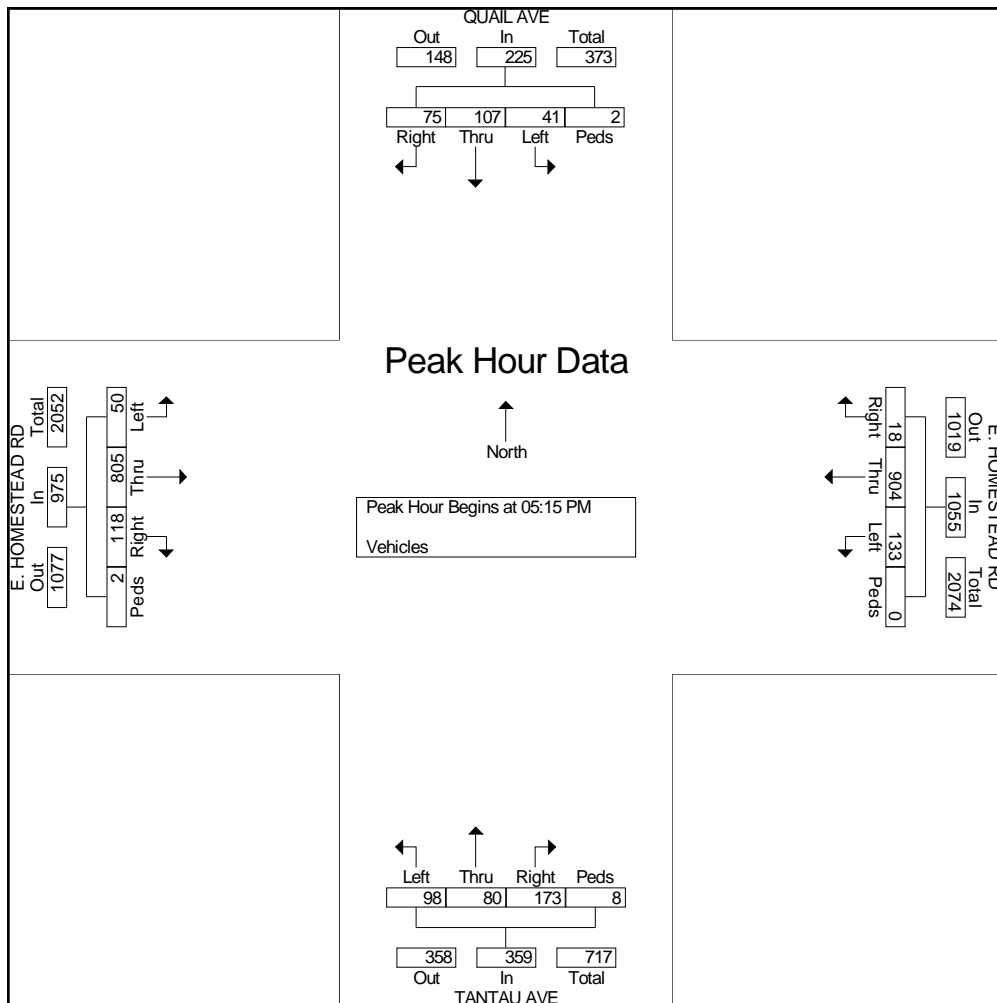 QUAIL AVE
Out In Total
148 225 373
75 107 41 2
Right Thru Left Peds
Peak Hour Data
North
Peak Hour Begins at 05:15 PM
Vehicles
E. HOMESTEAD RD
Out In Total
1077 975 2052
Left Thru Right Peds
50 805 118 2
E. HOMESTEAD RD
Out In Total
1019 1055 2074
18 904 133 0
Right Thru Left Peds
Left Thru Right Peds
98 80 173 8
358 359 717
Out In Total
TANTAU AVE